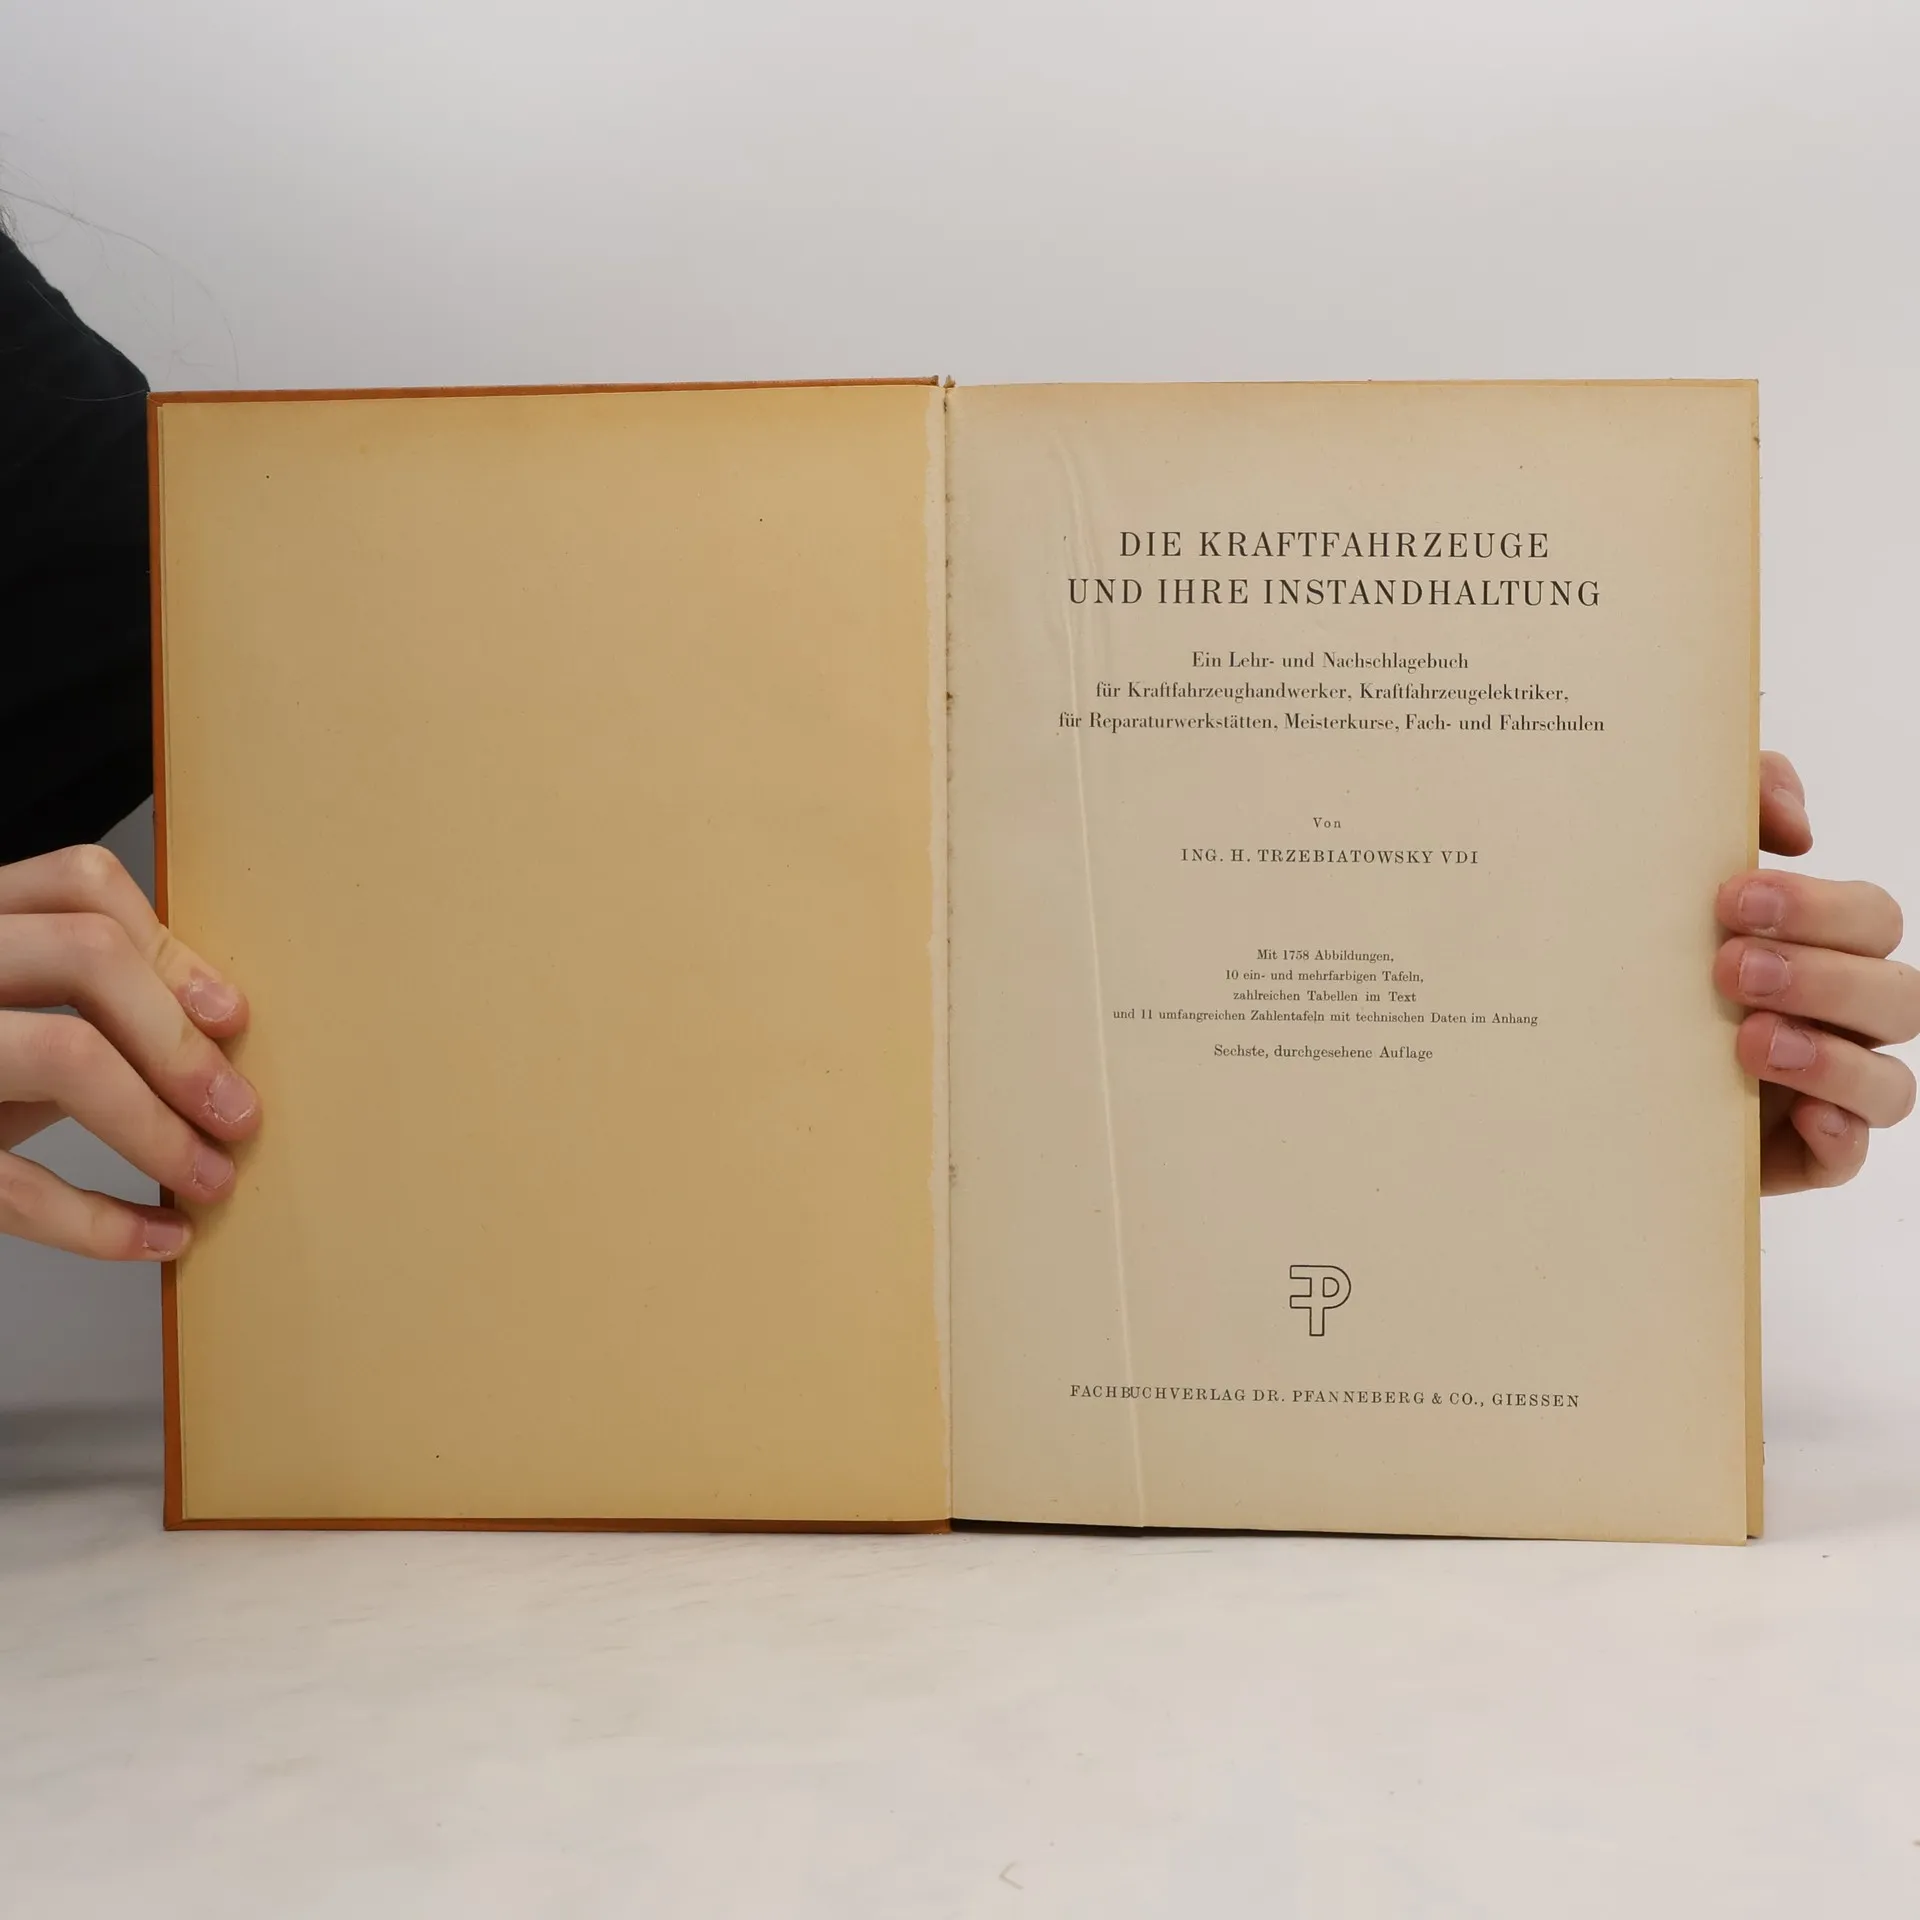 DIE KRAFTFAHRZEUGE
UND IHRE INSTANDHALTUNG
Ein Lehr- und Nachschlagebuch
für Kraftfahrzeughandwerker, Kraftfahrzeugelektriker,
für Reparaturwerkstätten, Meisterkurse, Fach- und Fahrschulen
Von
ING. H. TRZEBIATOWSKY VDI
Mit 1758 Abbildungen,
10 ein- und mehrfarbigen Tafeln,
zahlreichen Tabellen im Text
und 11 umfangreichen Zahlentafeln mit technischen Daten im Anhang
Sechste, durchgesehene Auflage
FACHBUCHVERLAG DR. PFANNEBERG & CO., GIESSEN